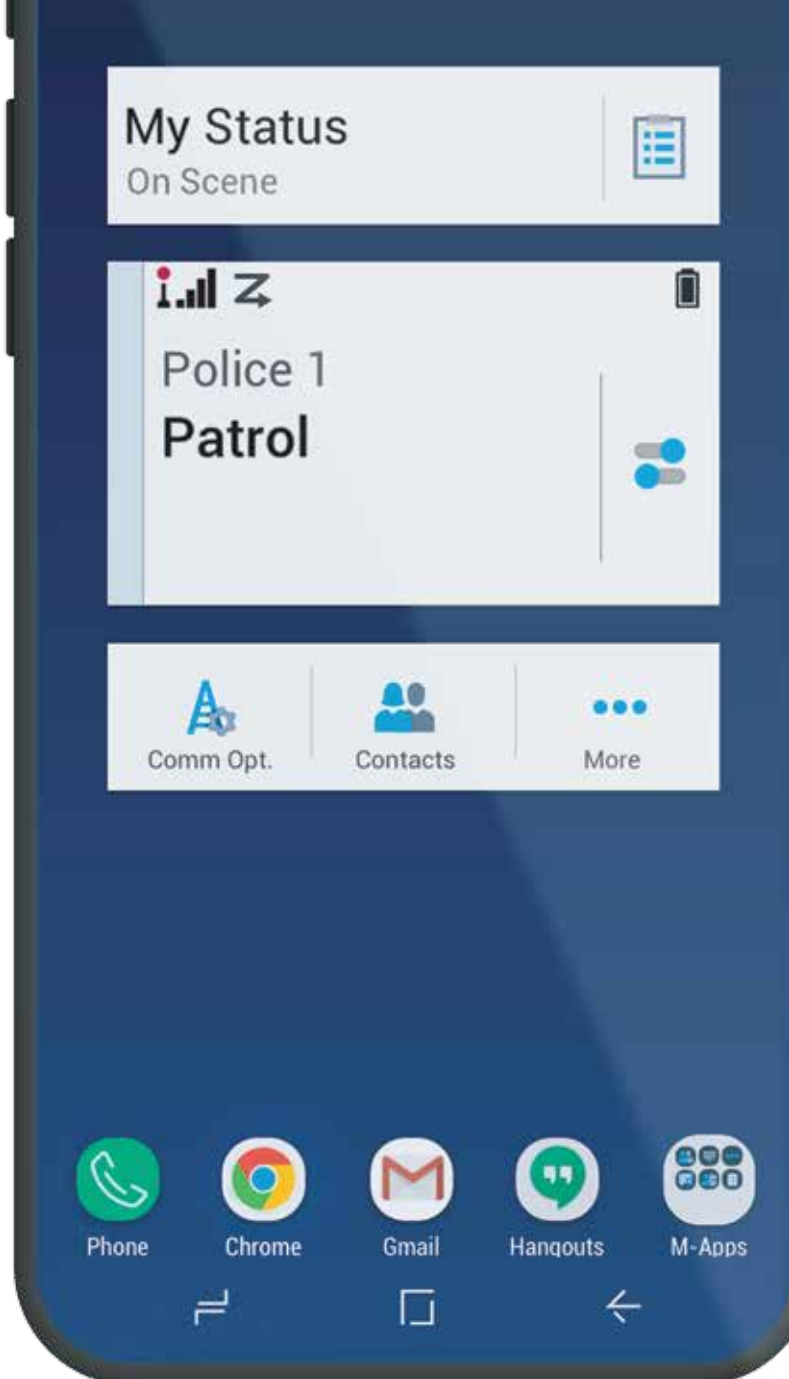 My Status
On Scene
Police 1
Patrol
Comm Opt.
Contacts
More
Phone
Chrome
Gmail
Hangouts
M-Apps